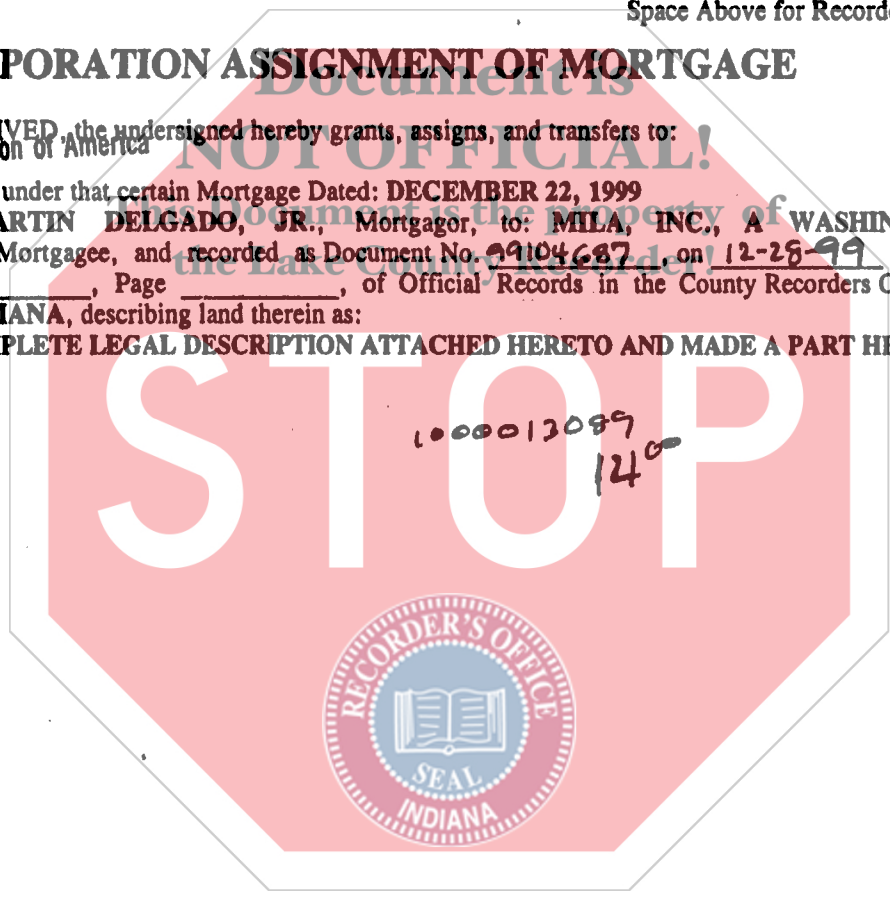 Space Above for Recorde
PORATION ASSIGNMENT OF MORTGAGE
Document is
IVED, the undersigned hereby grants, assigns, and transfers to:
on of America
NOT OFFICIAL!
under that certain Mortgage Dated: DECEMBER 22, 1999
This Document is the property of
ARTIN DELGADO, JR., Mortgagor, to: MILA, INC., A WASHIN
Mortgagee, and recorded as Document No. 99104687, on 12-28-99
the Lake County Recorder!
, Page , of Official Records in the County Recorders O
IANA, describing land therein as:
PLETE LEGAL DESCRIPTION ATTACHED HERETO AND MADE A PART HE
STOP
1000013089
14 00
RECORDER'S OFFICE
SEAL
INDIANA